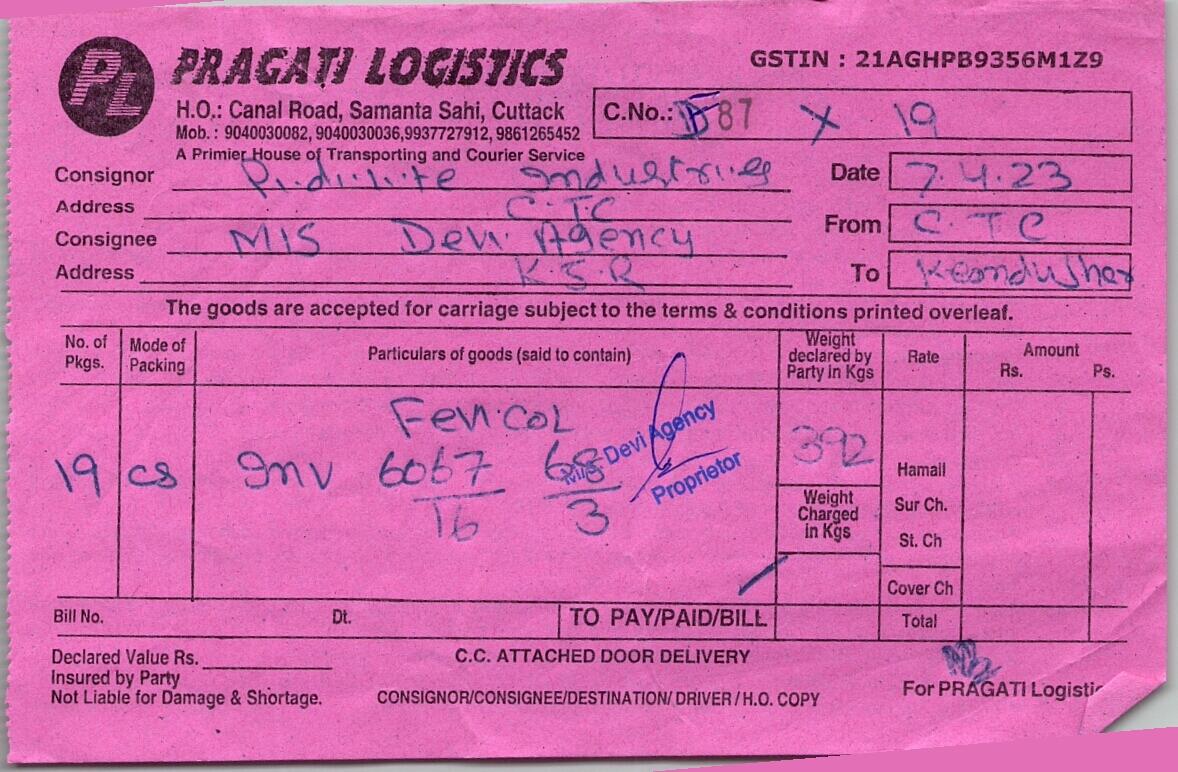 PL PRAGATI LOGISTICS
GSTIN : 21AGHPB9356M1Z9
H.O.: Canal Road, Samanta Sahi, Cuttack
Mob. : 9040030082, 9040030036,9937727912, 9861265452
A Primier House of Transporting and Courier Service
C.No.: 87 x 19
Consignor Pidilite Industries
Date 7.4.23
Address C.T.C
From C.T.C
Consignee M/S Devi Agency
Address K.S.R
To Keondujhar
The goods are accepted for carriage subject to the terms & conditions printed overleaf.
No. of Pkgs. Mode of Packing Particulars of goods (said to contain) Weight declared by Party in Kgs Rate Amount Rs. Ps.
Fevicol
19 cs Inv 6067/16 68/3 392
M/s. Devi Agency
Proprietor
Weight Charged in Kgs
Hamali
Sur Ch.
St. Ch
Cover Ch
Bill No. Dt. TO PAY/PAID/BILL Total
Declared Value Rs.
C.C. ATTACHED DOOR DELIVERY
Insured by Party
Not Liable for Damage & Shortage.
CONSIGNOR/CONSIGNEE/DESTINATION/ DRIVER / H.O. COPY
For PRAGATI Logistic